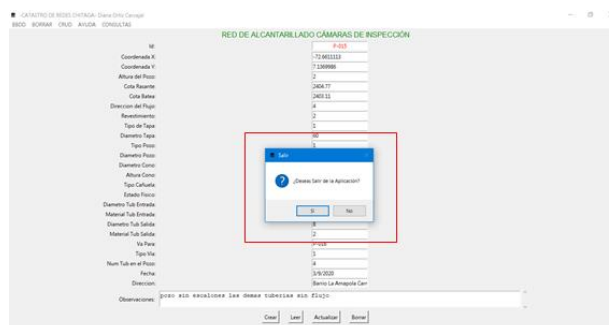 CATASTRO DE REDES CHITAGA- Diana Ortiz Carvajal
BBDD BORRAR CRUD AYUDA CONSULTAS
RED DE ALCANTARILLADO CÁMARAS DE INSPECCIÓN
Id: P-015
Coordenada X: -72.6611113
Coordenada Y: 7.1369986
Altura del Pozo: 2
Cota Rasante: 2404.77
Cota Batea: 2403.11
Direccion del Flujo: 4
Revestimiento: 2
Tipo de Tapa: 1
Diametro Tapa: 60
Tipo Pozo: 1
Diametro Pozo:
Diametro Cono:
Altura Cono:
Tipo Cañuela:
Estado Fisico:
Diametro Tub Entrada:
Material Tub Entrada:
Salir
¿Deseas Salir de la Aplicación?
Sí No
Diametro Tub Salida: 8
Material Tub Salida: 2
Va Para: P-016
Tipo Via: 1
Num Tub en el Pozo: 4
Fecha: 3/9/2020
Direccion: Barrio La Amapola Carr
Observaciones: pozo sin escalones las demas tuberias sin flujo
Crear Leer Actualizar Borrar